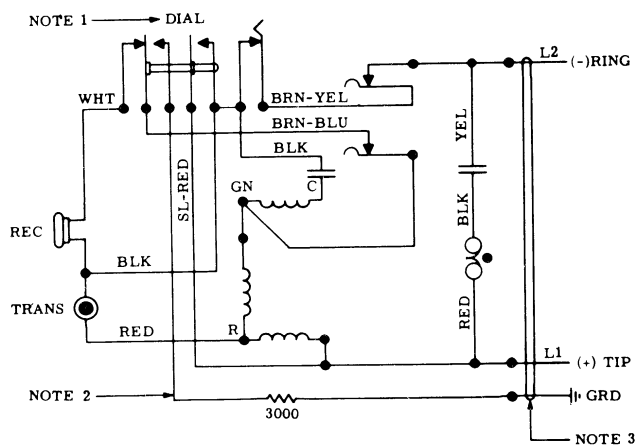 NOTE 1 DIAL
L2
(-)RING
WHT
BRN-YEL
BRN-BLU
YEL
BLK
GN
C
SL-RED
BLK
REC
BLK
TRANS
RED
R
RED
L1
(+) TIP
NOTE 2
3000
GRD
NOTE 3